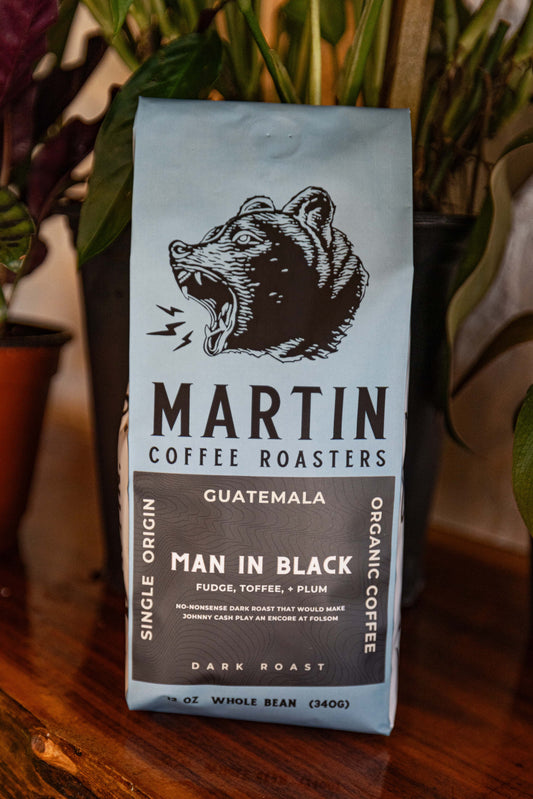 MARTIN
COFFEE ROASTERS
GUATEMALA
SINGLE ORIGIN
ORGANIC COFFEE
MAN IN BLACK
FUDGE, TOFFEE, + PLUM
NO-NONSENSE DARK ROAST THAT WOULD MAKE
JOHNNY CASH PLAY AN ENCORE AT FOLSOM
DARK ROAST
12 OZ WHOLE BEAN (340G)